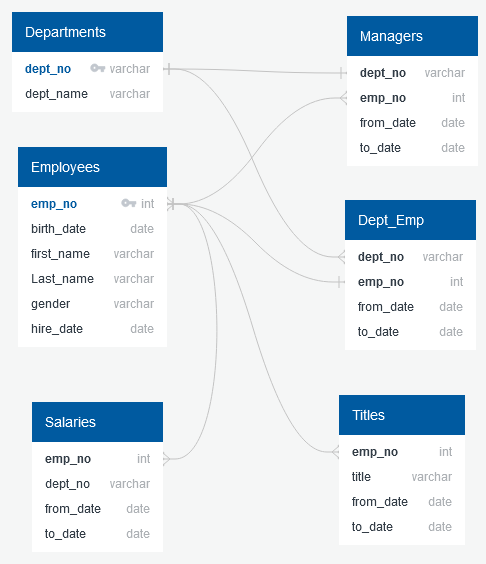 Departments
dept_no varchar
dept_name varchar
Employees
emp_no int
birth_date date
first_name varchar
Last_name varchar
gender varchar
hire_date date
Salaries
emp_no int
dept_no varchar
from_date date
to_date date
Managers
dept_no varchar
emp_no int
from_date date
to_date date
Dept_Emp
dept_no varchar
emp_no int
from_date date
to_date date
Titles
emp_no int
title varchar
from_date date
to_date date